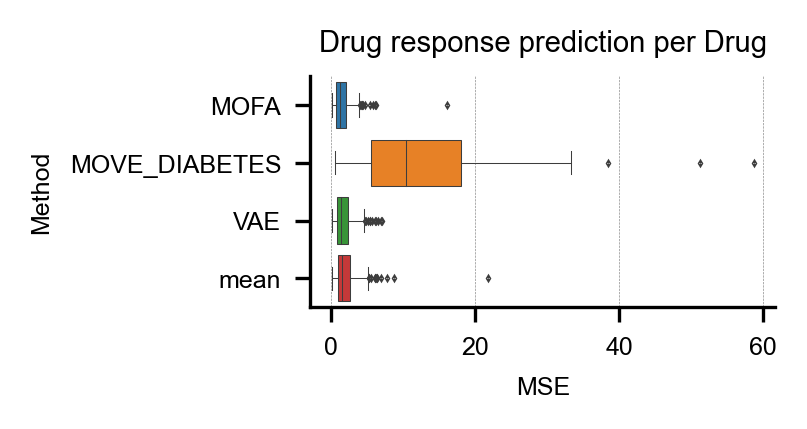 Drug response prediction per Drug
Method
MOFA
MOVE_DIABETES
VAE
mean
0 20 40 60
MSE